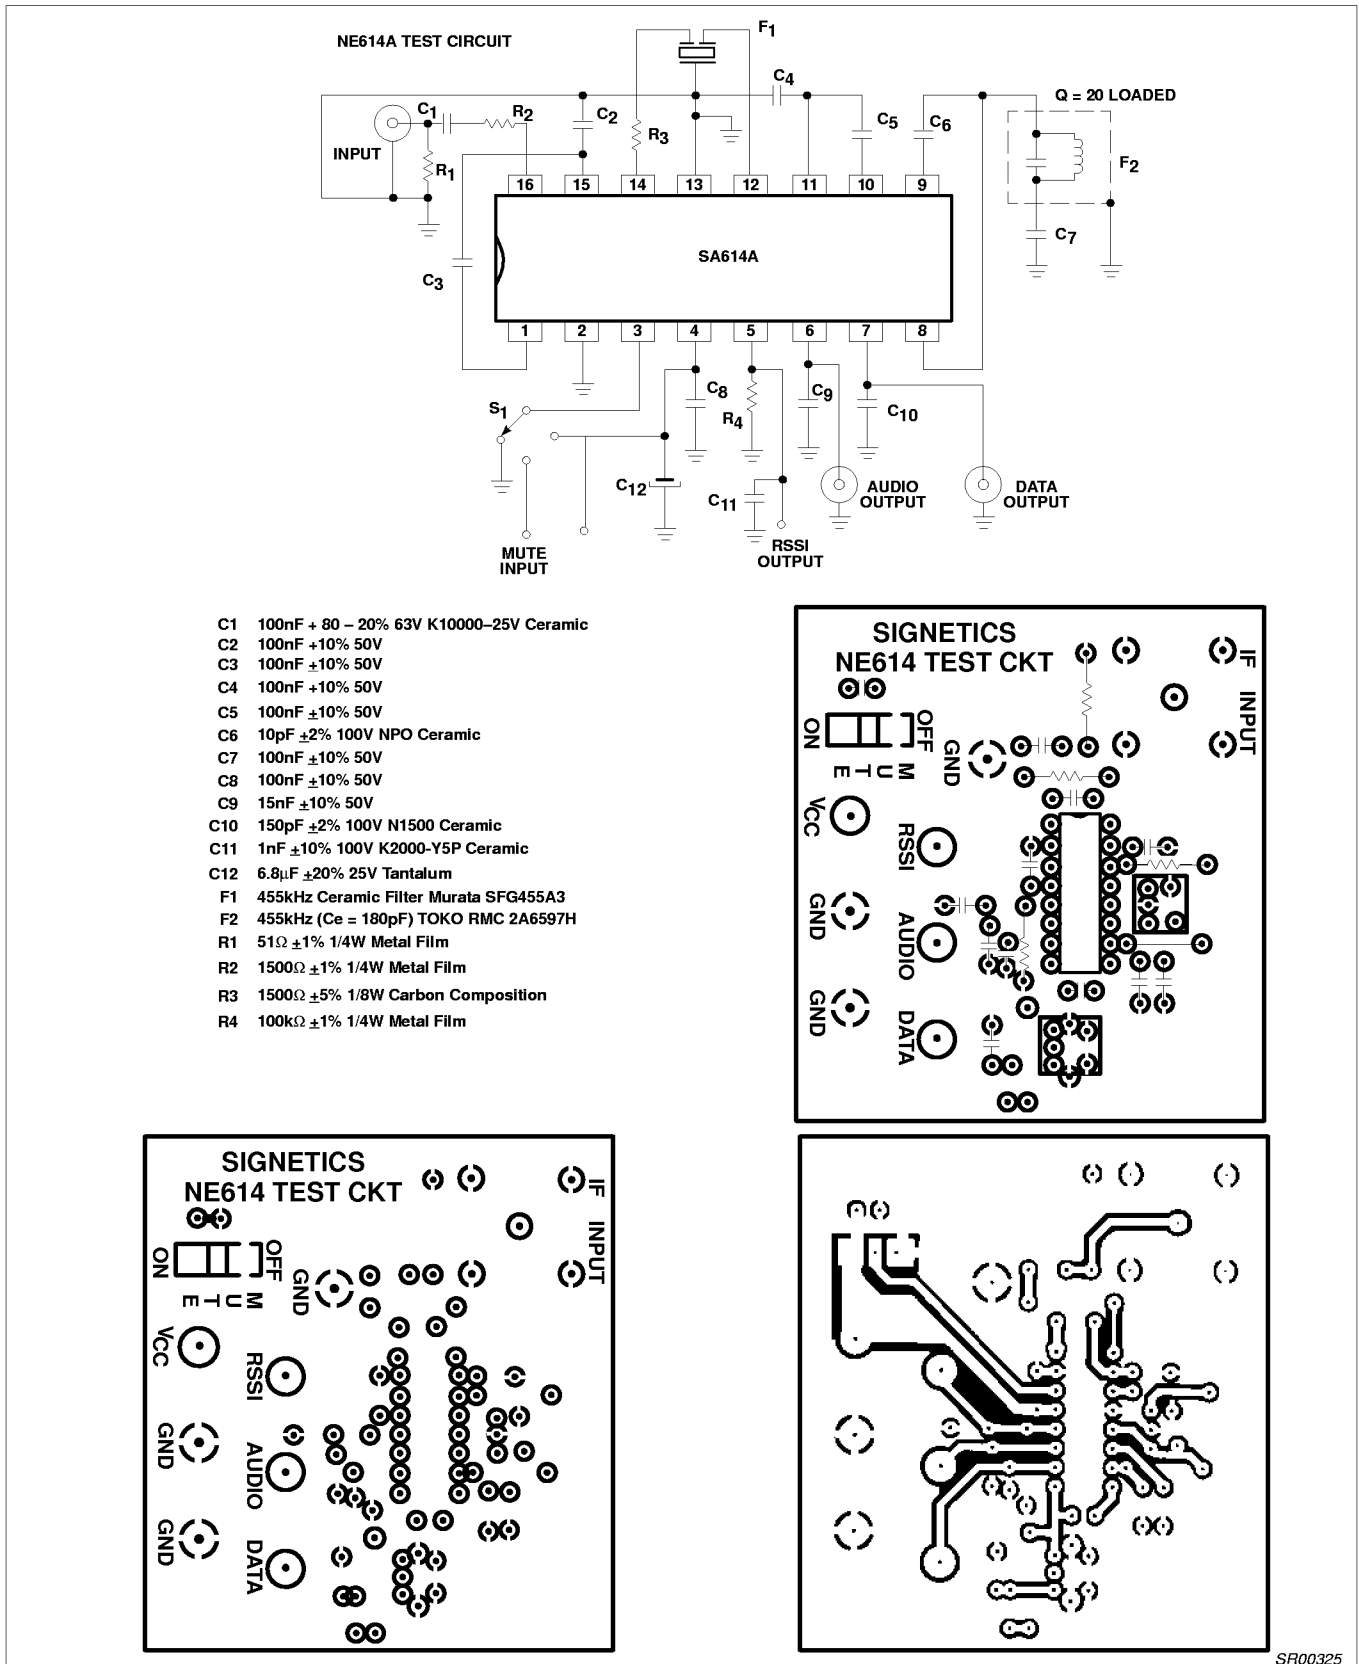 NE614A TEST CIRCUIT
F1
C4
Q = 20 LOADED
C1
R2
C2
R3
C5
C6
INPUT
R1
F2
16 15 14 13 12 11 10 9
C7
SA614A
C3
1 2 3 4 5 6 7 8
S1
C8
R4
C9
C10
C12
C11
AUDIO
OUTPUT
DATA
OUTPUT
MUTE
INPUT
RSSI
OUTPUT
C1 100nF + 80 – 20% 63V K10000–25V Ceramic
C2 100nF +10% 50V
C3 100nF ±10% 50V
C4 100nF +10% 50V
C5 100nF ±10% 50V
C6 10pF ±2% 100V NPO Ceramic
C7 100nF ±10% 50V
C8 100nF ±10% 50V
C9 15nF ±10% 50V
C10 150pF ±2% 100V N1500 Ceramic
C11 1nF ±10% 100V K2000-Y5P Ceramic
C12 6.8µF ±20% 25V Tantalum
F1 455kHz Ceramic Filter Murata SFG455A3
F2 455kHz (Ce = 180pF) TOKO RMC 2A6597H
R1 51Ω ±1% 1/4W Metal Film
R2 1500Ω ±1% 1/4W Metal Film
R3 1500Ω ±5% 1/8W Carbon Composition
R4 100kΩ ±1% 1/4W Metal Film
SIGNETICS
NE614 TEST CKT
IF INPUT
ON
OFF
MUTE
GND
VCC
RSSI
GND
AUDIO
GND
DATA
SIGNETICS
NE614 TEST CKT
IF INPUT
ON
OFF
MUTE
GND
VCC
RSSI
GND
AUDIO
GND
DATA
SR00325